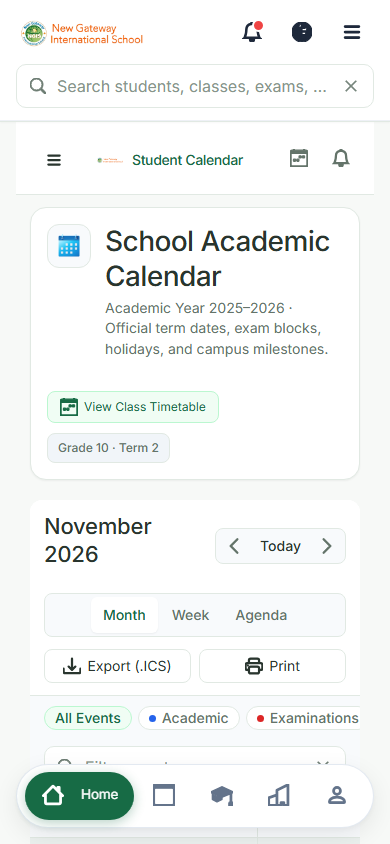 New Gateway
International School
Search students, classes, exams, ...
Student Calendar
School Academic
Calendar
Academic Year 2025–2026 ·
Official term dates, exam blocks,
holidays, and campus milestones.
View Class Timetable
Grade 10 · Term 2
November
2026
Today
Month Week Agenda
Export (.ICS) Print
All Events Academic Examinations
Home